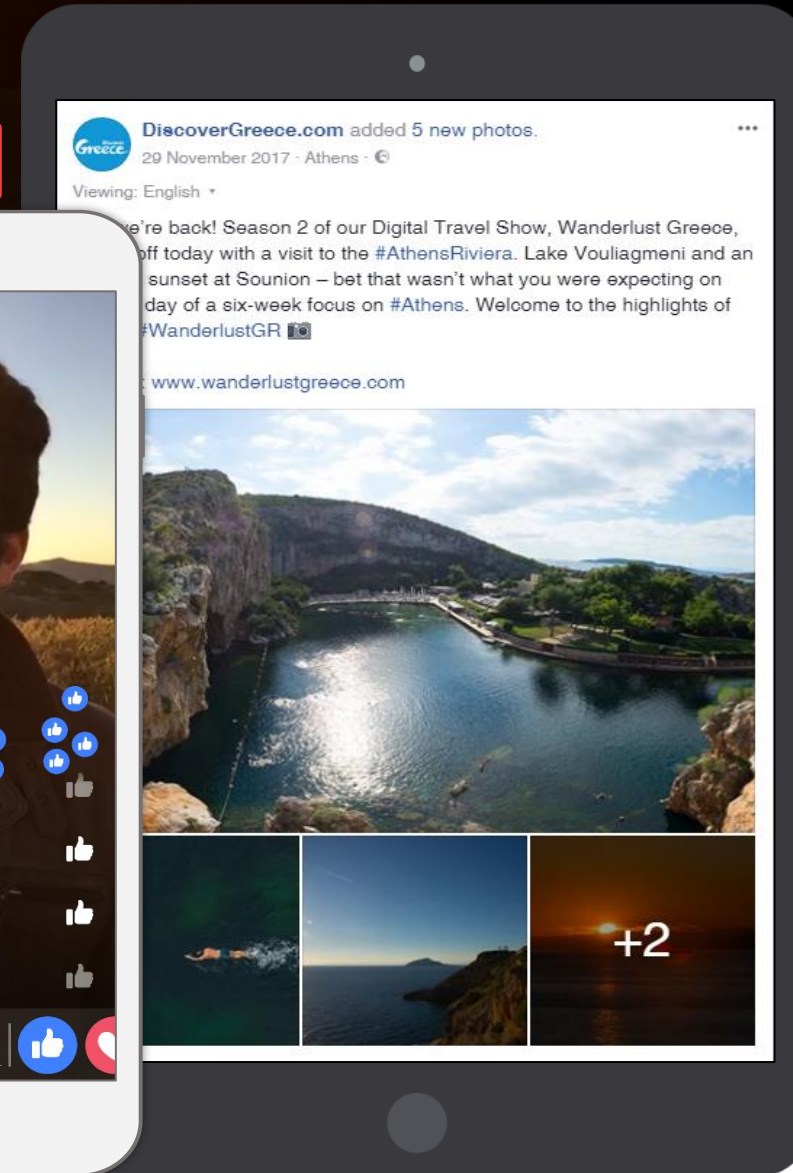 Discover
Greece
DiscoverGreece.com added 5 new photos.
29 November 2017 · Athens ·
Viewing: English
e're back! Season 2 of our Digital Travel Show, Wanderlust Greece,
off today with a visit to the #AthensRiviera. Lake Vouliagmeni and an
sunset at Sounion – bet that wasn't what you were expecting on
day of a six-week focus on #Athens. Welcome to the highlights of
#WanderlustGR
: www.wanderlustgreece.com
+2